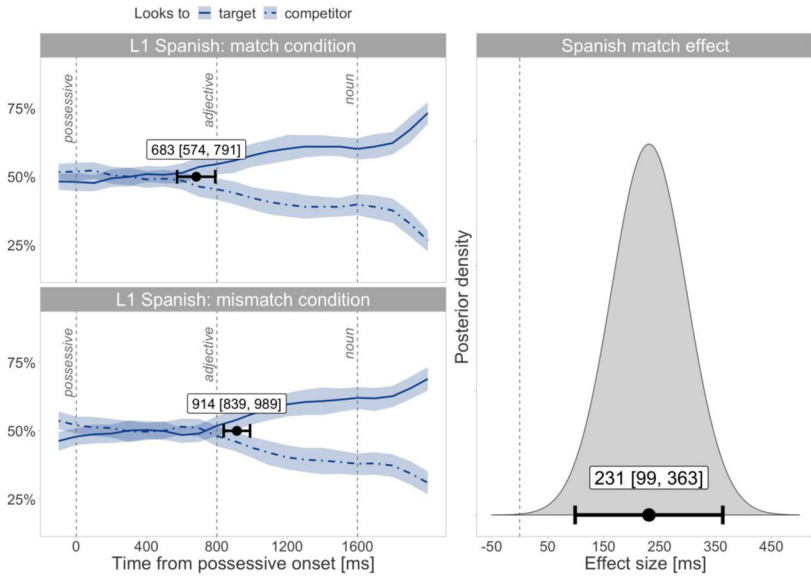 Looks to target competitor
L1 Spanish: match condition
possessive
adjective
noun
75%
50%
25%
683 [574, 791]
L1 Spanish: mismatch condition
possessive
adjective
noun
75%
50%
25%
914 [839, 989]
0 400 800 1200 1600
Time from possessive onset [ms]
Spanish match effect
Posterior density
231 [99, 363]
-50 50 150 250 350 450
Effect size [ms]